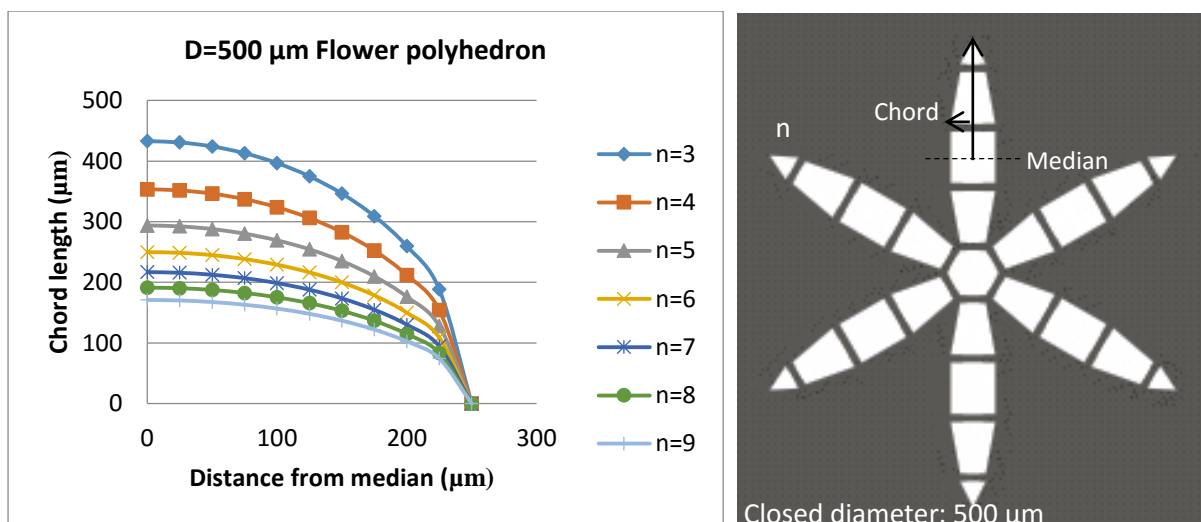 D=500 μm Flower polyhedron
Chord length (μm)
500
400
300
200
100
0
0
100
200
300
Distance from median (μm)
n=3
n=4
n=5
n=6
n=7
n=8
n=9
Chord
n
Median
Closed diameter: 500 um